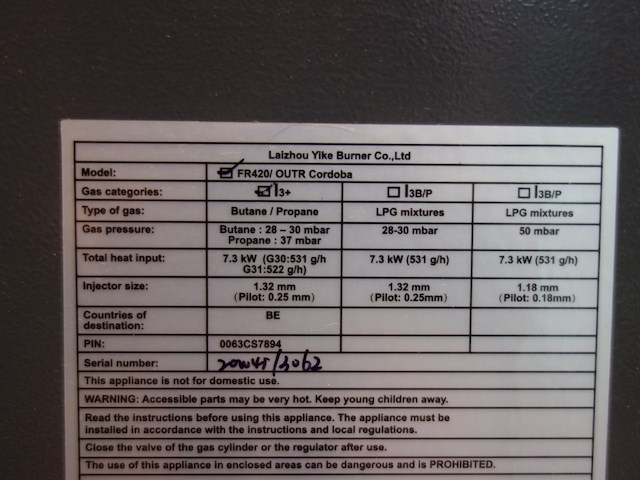 Laizhou Yike Burner Co.,Ltd
Model: ☑ FR420/ OUTR Cordoba
Gas categories: ☑ I3+ ☐ I3B/P ☐ I3B/P
Type of gas: Butane / Propane LPG mixtures LPG mixtures
Gas pressure: Butane : 28 – 30 mbar 28-30 mbar 50 mbar
Propane : 37 mbar
Total heat input: 7.3 kW (G30:531 g/h 7.3 kW (531 g/h) 7.3 kW (531 g/h)
G31:522 g/h)
Injector size: 1.32 mm 1.32 mm 1.18 mm
(Pilot: 0.25 mm) (Pilot: 0.25mm) (Pilot: 0.18mm)
Countries of BE
destination:
PIN: 0063CS7894
Serial number: /3062
This appliance is not for domestic use.
WARNING: Accessible parts may be very hot. Keep young children away.
Read the instructions before using this appliance. The appliance must be
installed in accordance with the instructions and local regulations.
Close the valve of the gas cylinder or the regulator after use.
The use of this appliance in enclosed areas can be dangerous and is PROHIBITED.